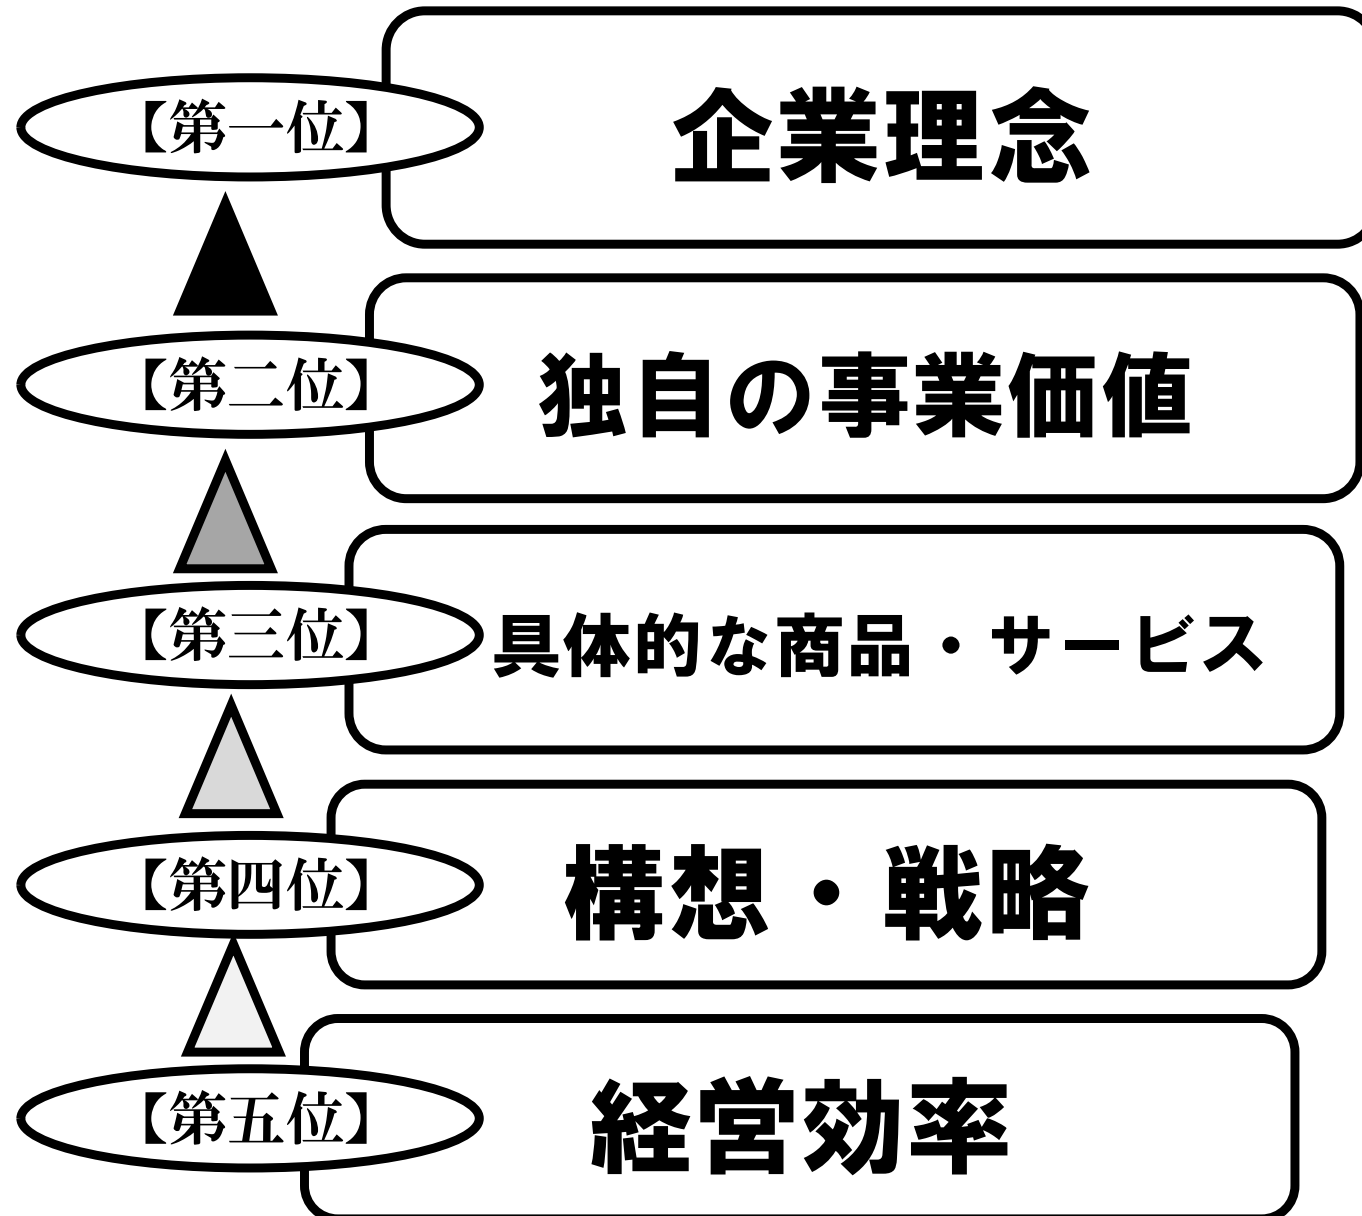 【第一位】
企業理念
【第二位】
独自の事業価値
【第三位】
具体的な商品・サービス
【第四位】
構想・戦略
【第五位】
経営効率